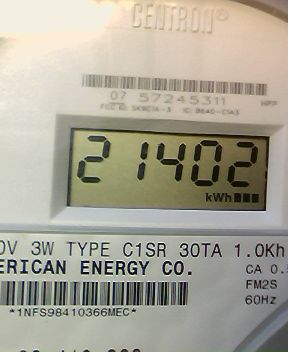 CENTRON®
07 57245311
21402
kWh
0V 3W TYPE C1SR 30TA 1.0Kh
ERICAN ENERGY CO.
CA 0.5
FM2S
60Hz
*1NFS98410366MEC*